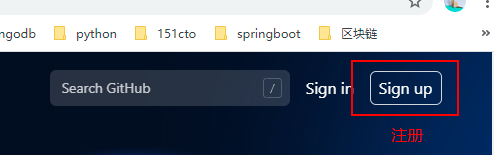 ngodb python 151cto springboot 区块链 »
Search GitHub / Sign in Sign up
注册